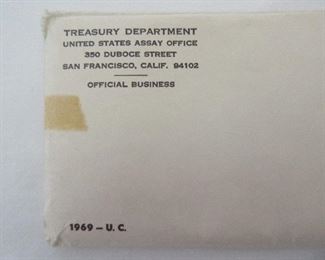 TREASURY DEPARTMENT
UNITED STATES ASSAY OFFICE
350 DUBOCE STREET
SAN FRANCISCO, CALIF. 94102
OFFICIAL BUSINESS
1969 – U. C.